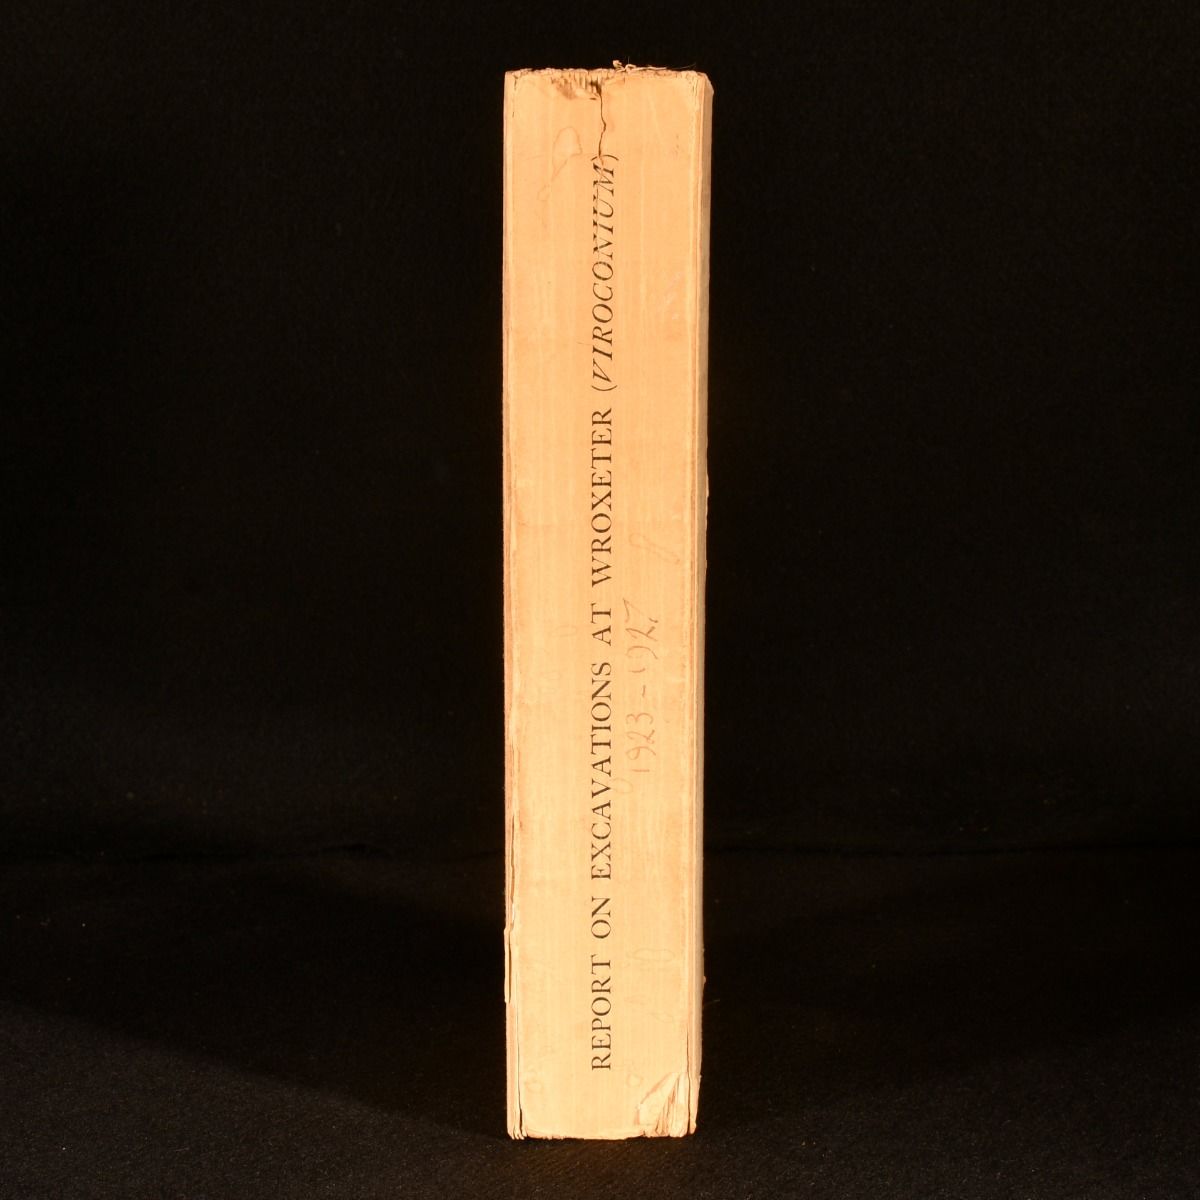 REPORT ON EXCAVATIONS AT WROXETER (VIROCONIUM)
1923-1927